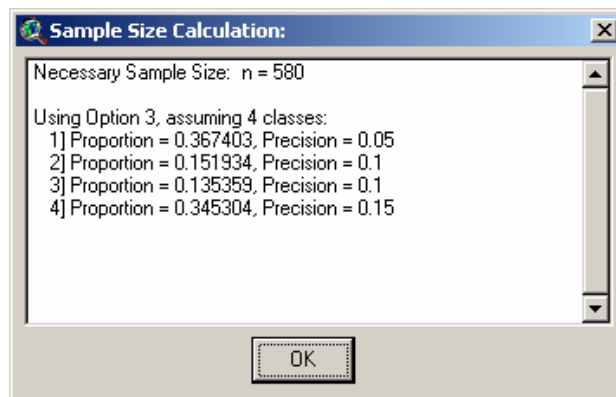 Sample Size Calculation:
Necessary Sample Size: n = 580
Using Option 3, assuming 4 classes:
1] Proportion = 0.367403, Precision = 0.05
2] Proportion = 0.151934, Precision = 0.1
3] Proportion = 0.135359, Precision = 0.1
4] Proportion = 0.345304, Precision = 0.15
OK